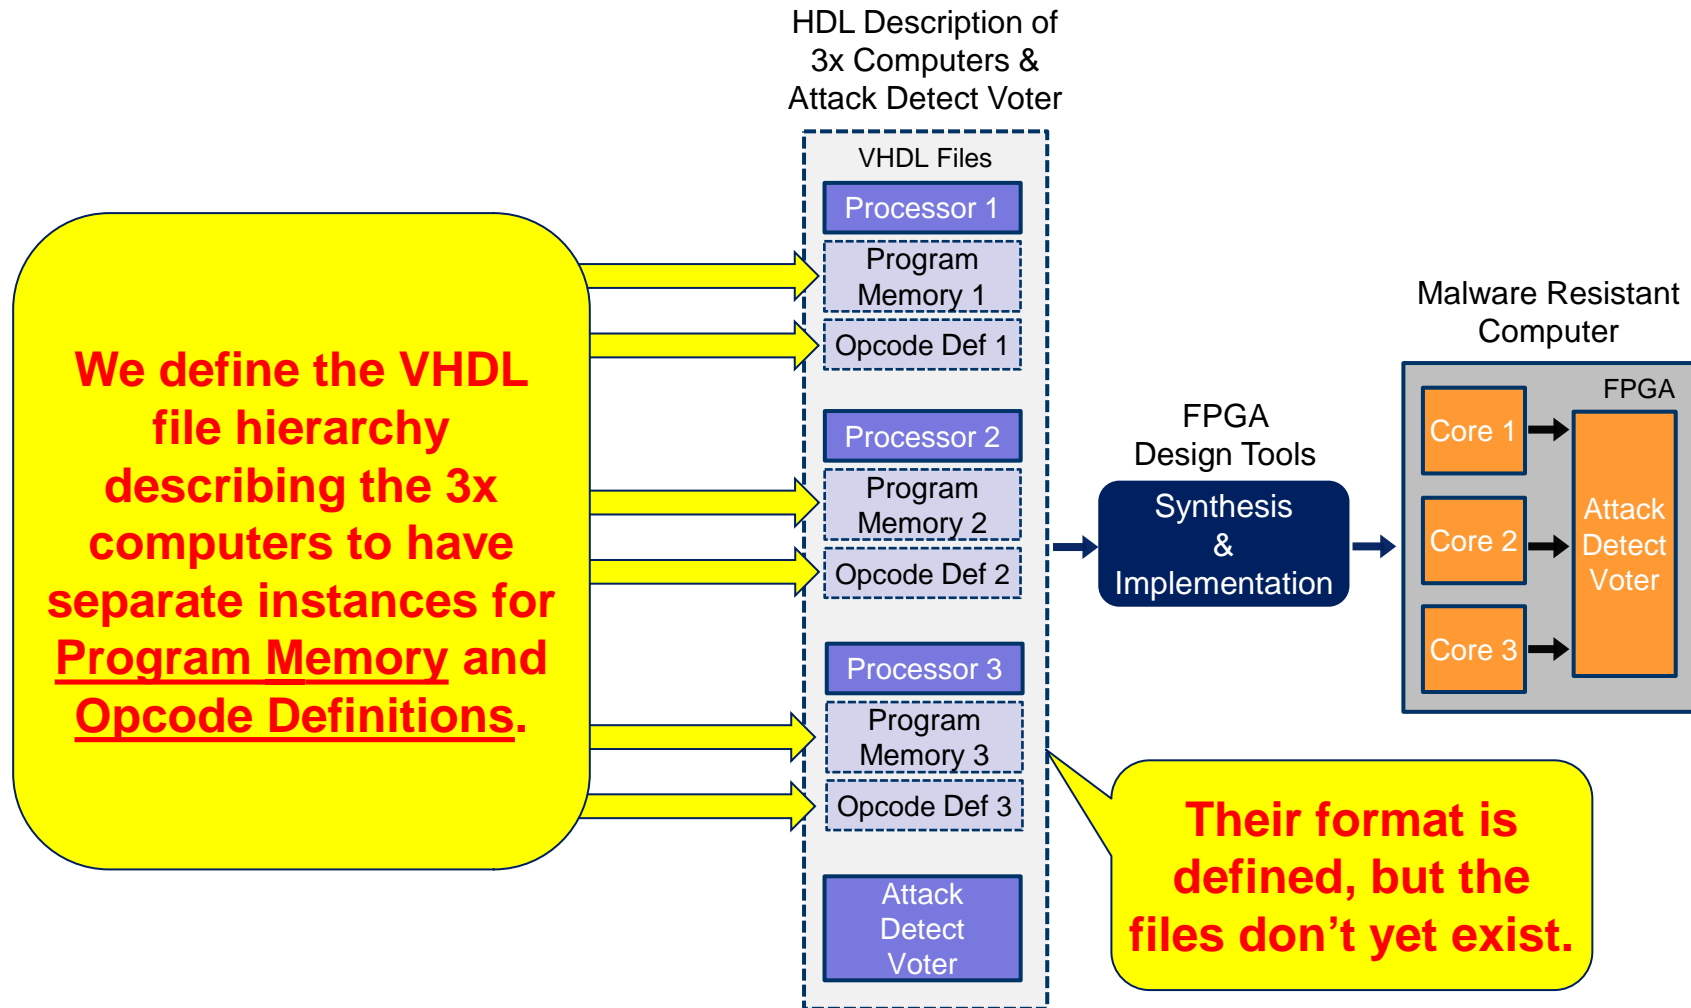 HDL Description of
3x Computers &
Attack Detect Voter
VHDL Files
Processor 1
Program
Memory 1
Opcode Def 1
Processor 2
Program
Memory 2
Opcode Def 2
Processor 3
Program
Memory 3
Opcode Def 3
Attack
Detect
Voter
We define the VHDL
file hierarchy
describing the 3x
computers to have
separate instances for
Program Memory and
Opcode Definitions.
FPGA
Design Tools
Synthesis
&
Implementation
Malware Resistant
Computer
FPGA
Core 1
Core 2
Core 3
Attack
Detect
Voter
Their format is
defined, but the
files don’t yet exist.